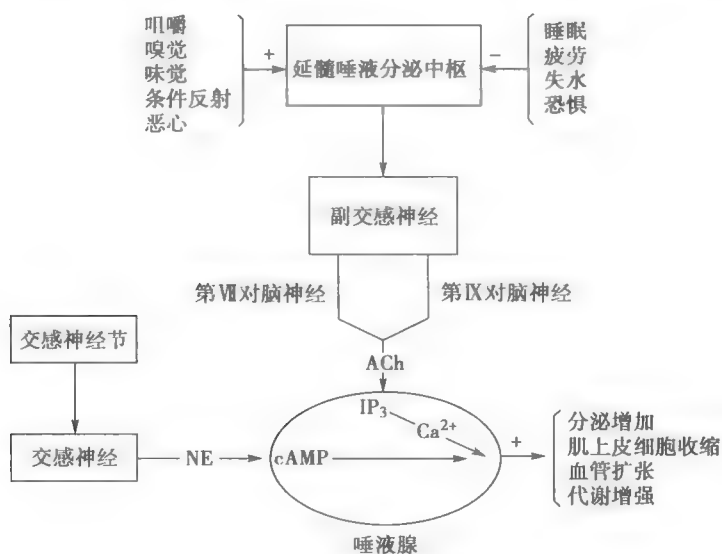 咀嚼
嗅觉
味觉
条件反射
恶心
+
延髓唾液分泌中枢
−
睡眠
疲劳
失水
恐惧
副交感神经
第Ⅶ对脑神经
第Ⅸ对脑神经
交感神经节
ACh
IP₃
Ca²⁺
交感神经
NE
cAMP
+
分泌增加
肌上皮细胞收缩
血管扩张
代谢增强
唾液腺